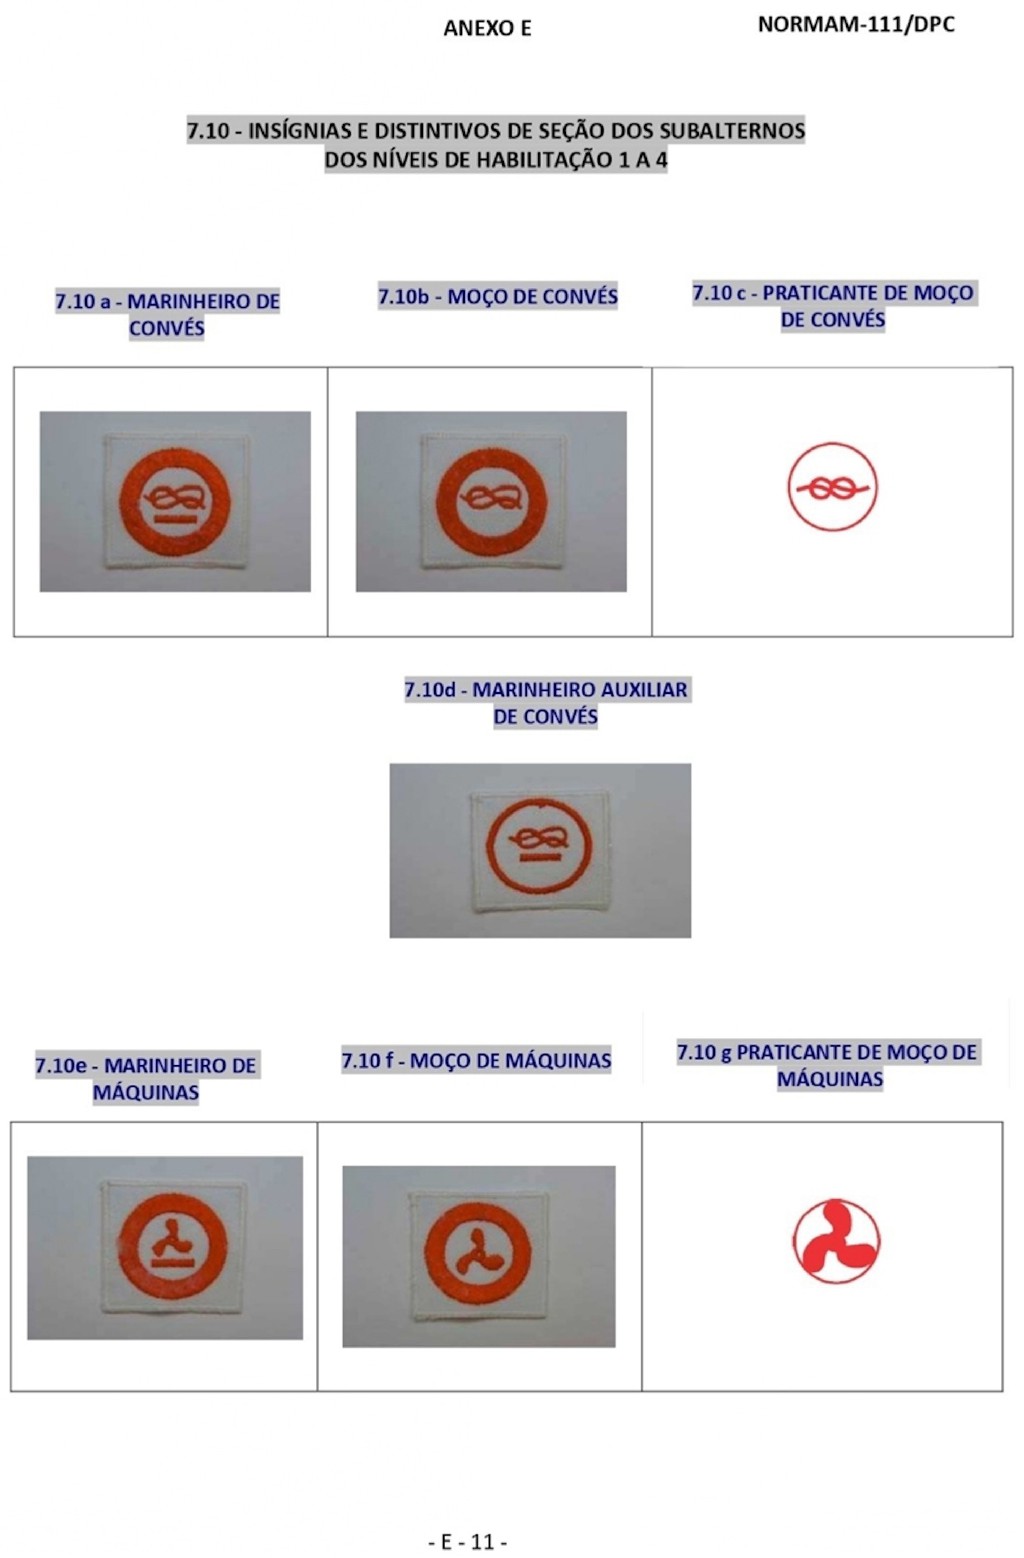 ANEXO E
NORMAM-111/DPC
7.10 - INSÍGNIAS E DISTINTIVOS DE SEÇÃO DOS SUBALTERNOS
DOS NÍVEIS DE HABILITAÇÃO 1 A 4
7.10 a - MARINHEIRO DE
CONVÉS
7.10b - MOÇO DE CONVÉS
7.10 c - PRATICANTE DE MOÇO
DE CONVÉS
7.10d - MARINHEIRO AUXILIAR
DE CONVÉS
7.10e - MARINHEIRO DE
MÁQUINAS
7.10 f - MOÇO DE MÁQUINAS
7.10 g PRATICANTE DE MOÇO DE
MÁQUINAS
- E - 11 -